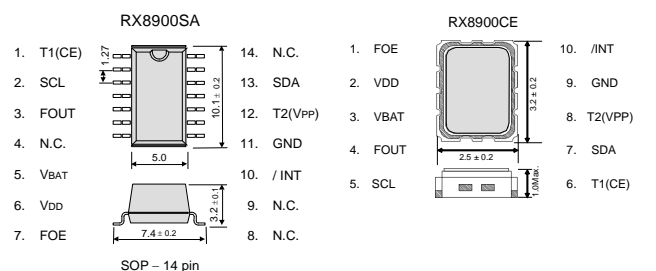 RX8900SA
1. T1(CE)
2. SCL
3. FOUT
4. N.C.
5. VBAT
6. VDD
7. FOE
1.27
10.1 ± 0.2
5.0
3.2 ± 0.1
7.4 ± 0.2
14. N.C.
13. SDA
12. T2(VPP)
11. GND
10. / INT
9. N.C.
8. N.C.
SOP – 14 pin
RX8900CE
1. FOE
2. VDD
3. VBAT
4. FOUT
5. SCL
3.2 ± 0.2
2.5 ± 0.2
1.0Max.
10. /INT
9. GND
8. T2(VPP)
7. SDA
6. T1(CE)